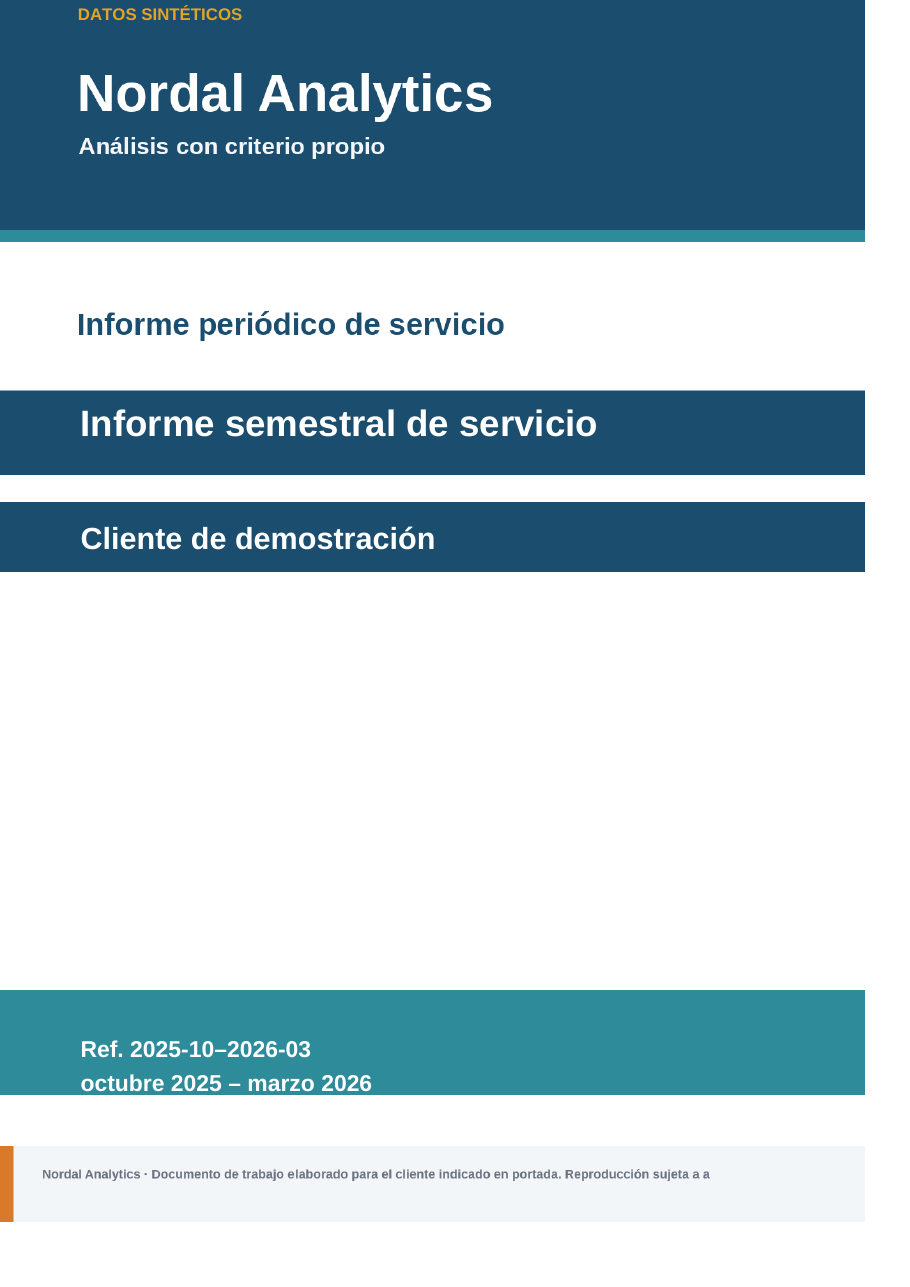 DATOS SINTÉTICOS
Nordal Analytics
Análisis con criterio propio
Informe periódico de servicio
Informe semestral de servicio
Cliente de demostración
Ref. 2025-10–2026-03
octubre 2025 – marzo 2026
Nordal Analytics · Documento de trabajo elaborado para el cliente indicado en portada. Reproducción sujeta a a